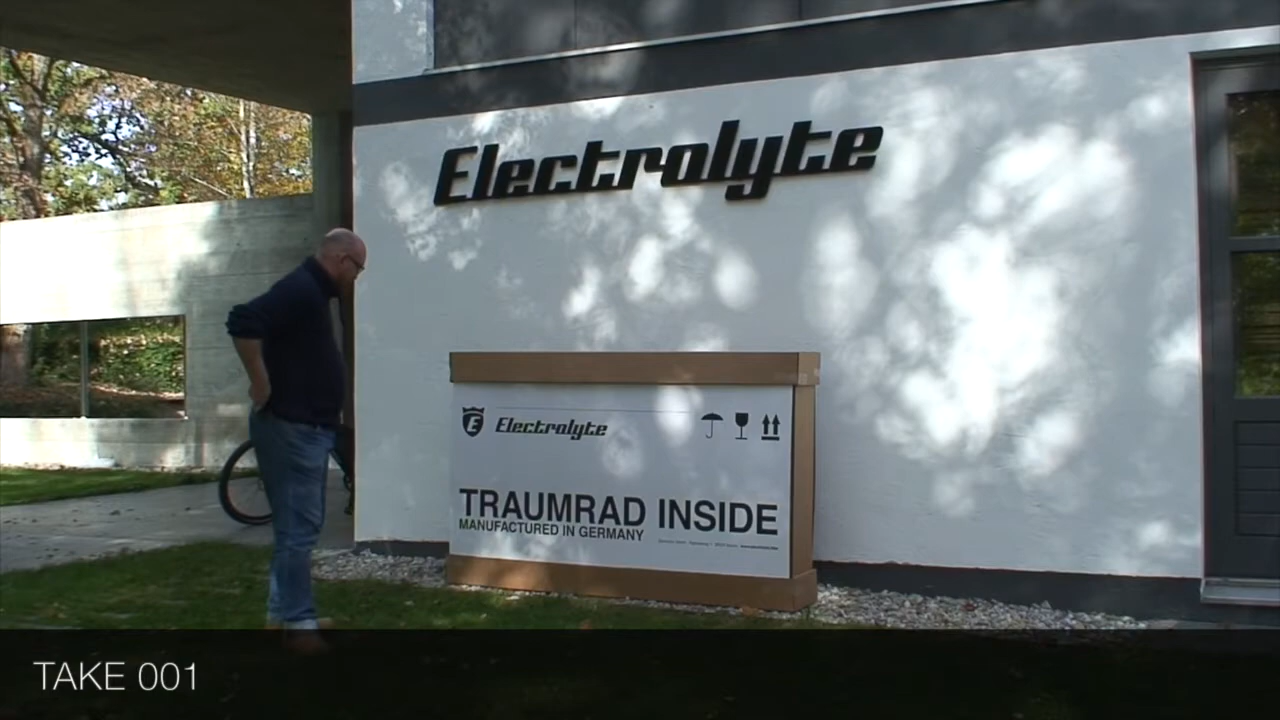 Electrolyte
Electrolyte
TRAUMRAD INSIDE
MANUFACTURED IN GERMANY
TAKE 001